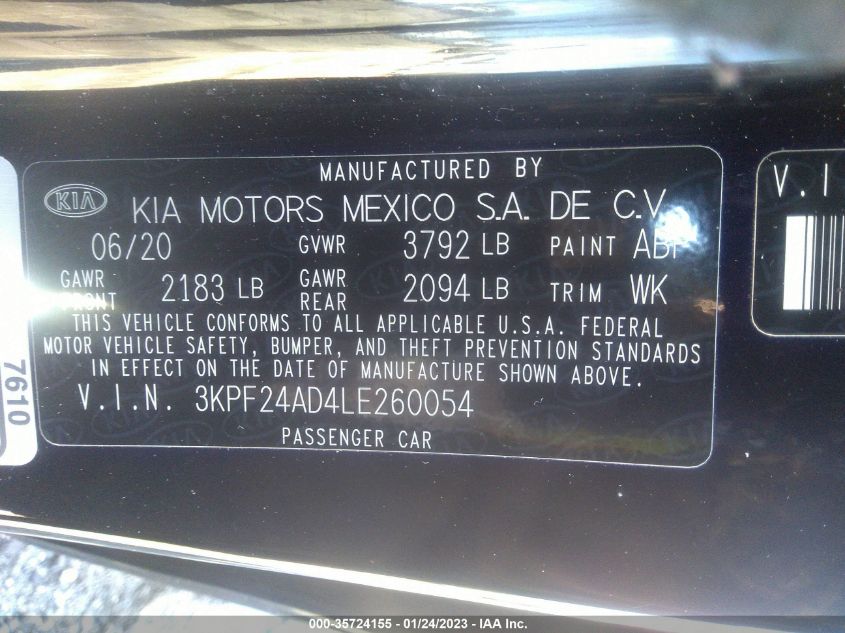 MANUFACTURED BY
KIA KIA MOTORS MEXICO S.A. DE C.V
06/20 GVWR 3792 LB PAINT ABP
GAWR FRONT 2183 LB GAWR REAR 2094 LB TRIM WK
THIS VEHICLE CONFORMS TO ALL APPLICABLE U.S.A. FEDERAL
MOTOR VEHICLE SAFETY, BUMPER, AND THEFT PREVENTION STANDARDS
IN EFFECT ON THE DATE OF MANUFACTURE SHOWN ABOVE.
V.I.N. 3KPF24AD4LE260054
PASSENGER CAR
7610
V.I
000-35724155 - 01/24/2023 - IAA Inc.